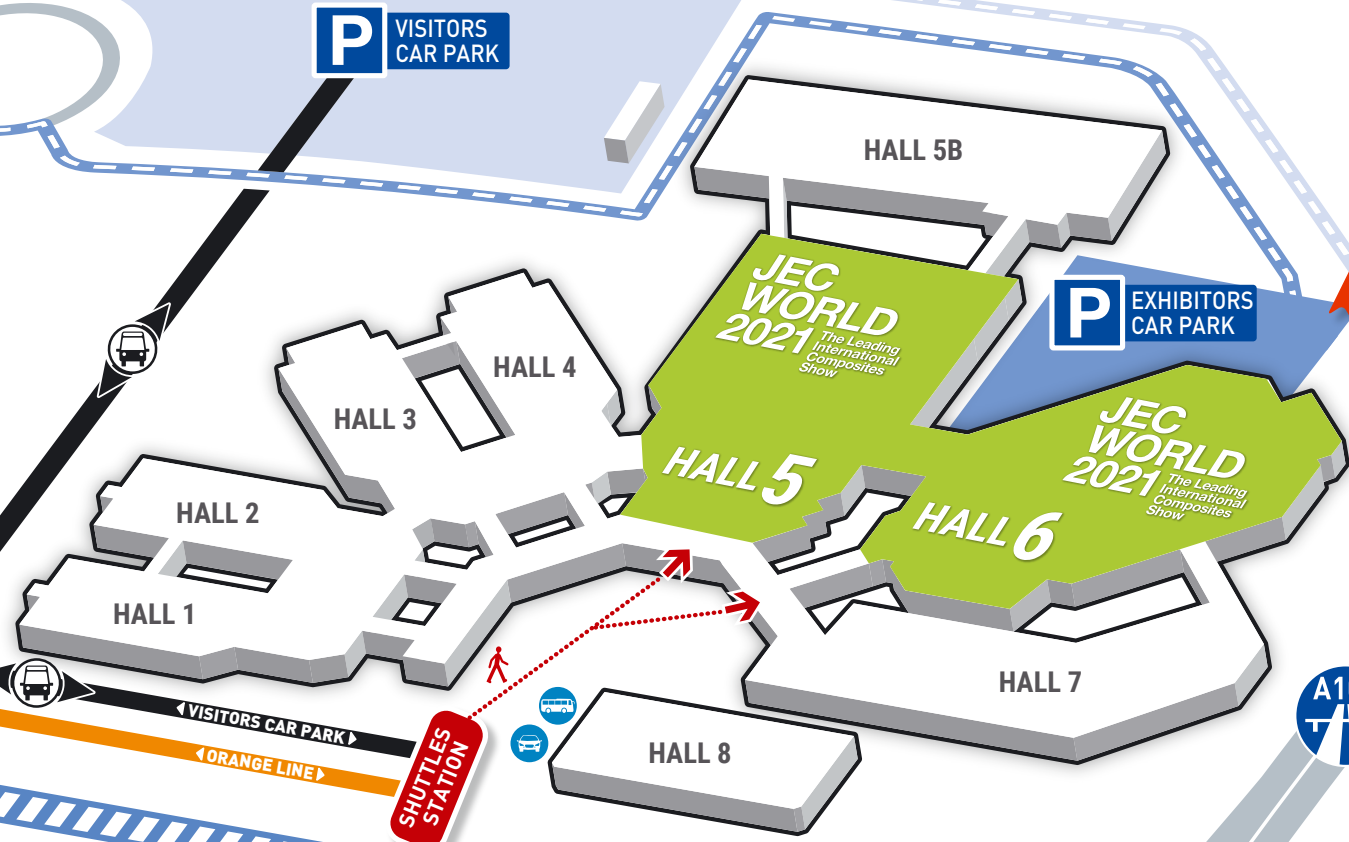 P
VISITORS
CAR PARK
HALL 5B
JEC
WORLD
2021
The Leading
International
Composites
Show
P
EXHIBITORS
CAR PARK
HALL 4
HALL 3
JEC
WORLD
2021
The Leading
International
Composites
Show
HALL 5
HALL 2
HALL 6
HALL 1
HALL 7
VISITORS CAR PARK
ORANGE LINE
SHUTTLES
STATION
HALL 8